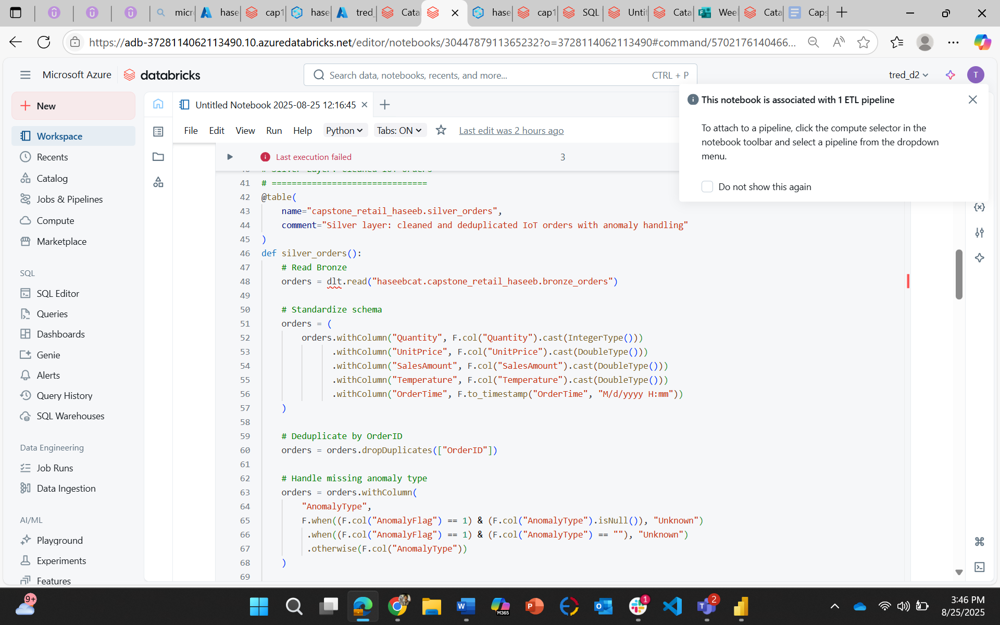 micr
hase
cap1
hase
tred_
Cata
hase
cap1
SQL
Untit
Cata
Weel
Cata
Caps
https://adb-3728114062113490.10.azuredatabricks.net/editor/notebooks/3044787911365232?o=3728114062113490#command/5702176140466...
Microsoft Azure
databricks
Search data, notebooks, recents, and more...
CTRL + P
tred_d2
T
New
Workspace
Recents
Catalog
Jobs & Pipelines
Compute
Marketplace
SQL
SQL Editor
Queries
Dashboards
Genie
Alerts
Query History
SQL Warehouses
Data Engineering
Job Runs
Data Ingestion
AI/ML
Playground
Experiments
Features
Untitled Notebook 2025-08-25 12:16:45
File Edit View Run Help Python Tabs: ON Last edit was 2 hours ago
This notebook is associated with 1 ETL pipeline
To attach to a pipeline, click the compute selector in the
notebook toolbar and select a pipeline from the dropdown
menu.
Do not show this again
Last execution failed
3
40 # Silver Layer: Cleaned IoT Orders
41 # ===============================
42 @table(
43 name="capstone_retail_haseeb.silver_orders",
44 comment="Silver layer: cleaned and deduplicated IoT orders with anomaly handling"
45 )
46 def silver_orders():
47 # Read Bronze
48 orders = dlt.read("haseebcat.capstone_retail_haseeb.bronze_orders")
49
50 # Standardize schema
51 orders = (
52 orders.withColumn("Quantity", F.col("Quantity").cast(IntegerType()))
53 .withColumn("UnitPrice", F.col("UnitPrice").cast(DoubleType()))
54 .withColumn("SalesAmount", F.col("SalesAmount").cast(DoubleType()))
55 .withColumn("Temperature", F.col("Temperature").cast(DoubleType()))
56 .withColumn("OrderTime", F.to_timestamp("OrderTime", "M/d/yyyy H:mm"))
57 )
58
59 # Deduplicate by OrderID
60 orders = orders.dropDuplicates(["OrderID"])
61
62 # Handle missing anomaly type
63 orders = orders.withColumn(
64 "AnomalyType",
65 F.when((F.col("AnomalyFlag") == 1) & (F.col("AnomalyType").isNull()), "Unknown")
66 .when((F.col("AnomalyFlag") == 1) & (F.col("AnomalyType") == ""), "Unknown")
67 .otherwise(F.col("AnomalyType"))
68 )
69
9+
M365
1
2
3:46 PM
8/25/2025